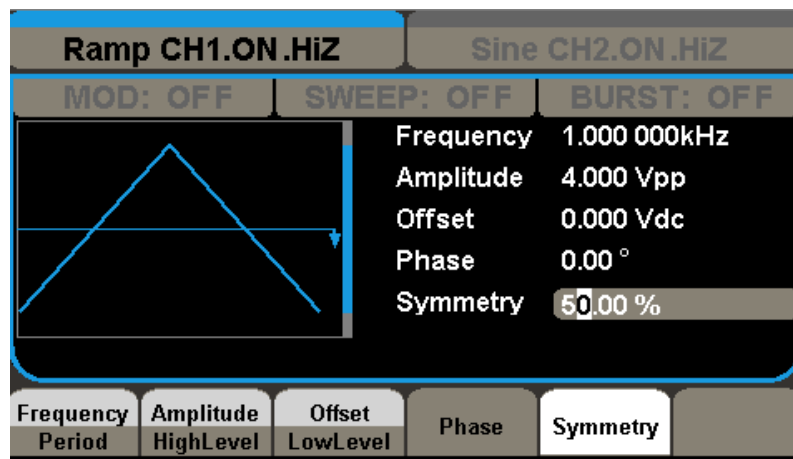 Ramp CH1.ON.HiZ
Sine CH2.ON.HiZ
MOD: OFF
SWEEP: OFF
BURST: OFF
Frequency 1.000 000kHz
Amplitude 4.000 Vpp
Offset 0.000 Vdc
Phase 0.00 °
Symmetry 50.00 %
Frequency
Period
Amplitude
HighLevel
Offset
LowLevel
Phase
Symmetry